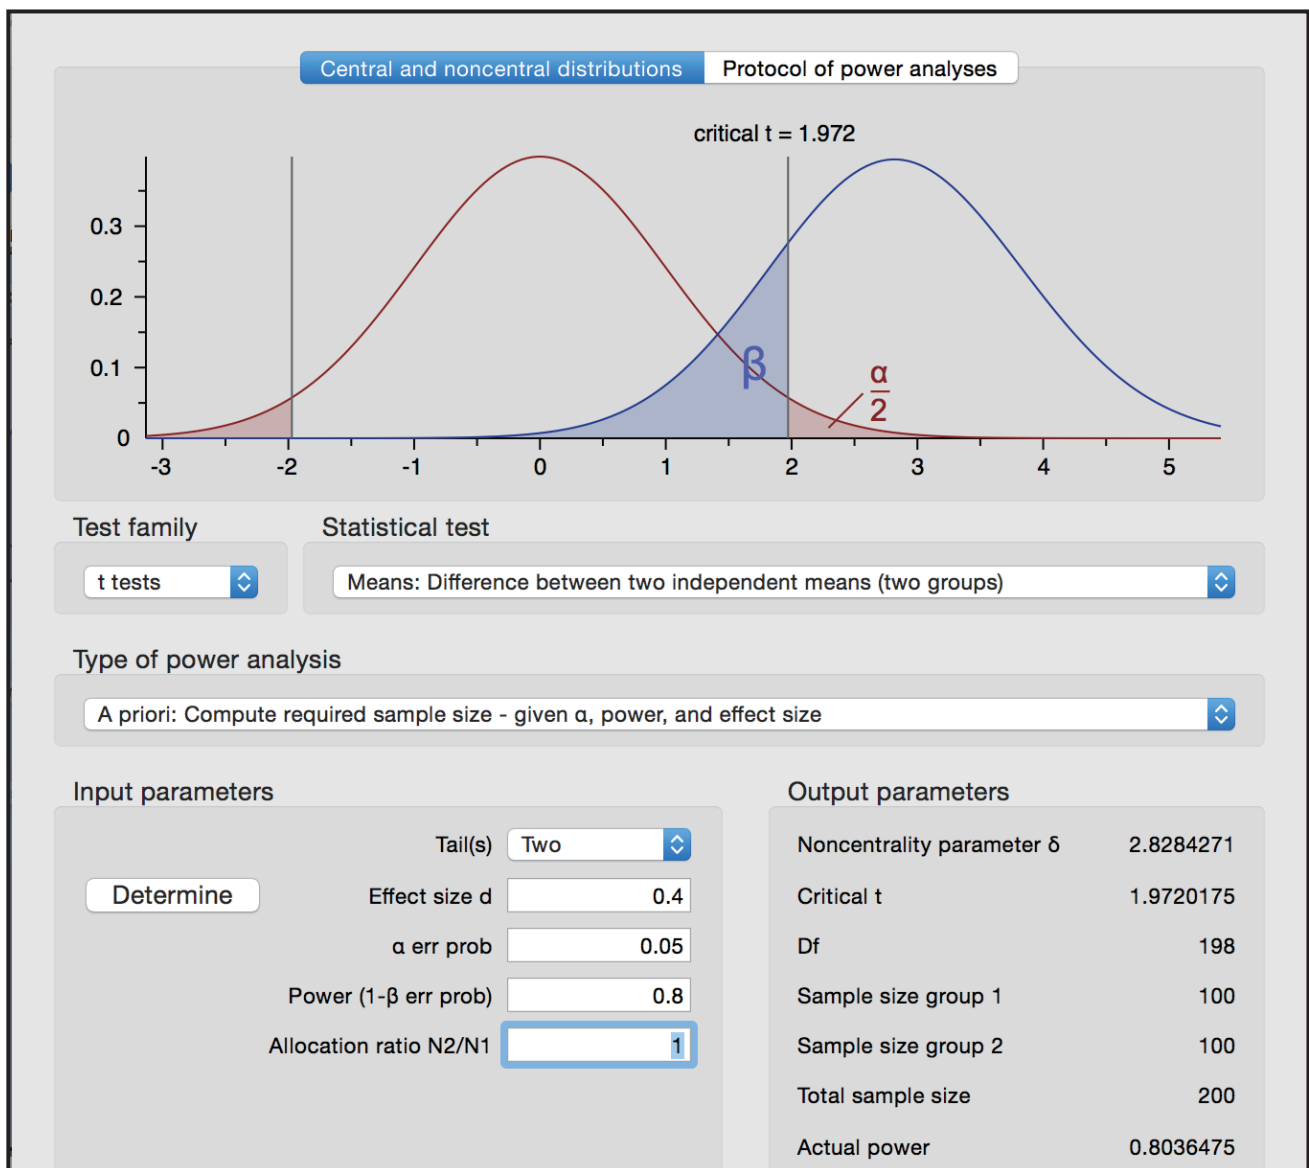 Central and noncentral distributions Protocol of power analyses
critical t = 1.972
0.3
0.2
0.1
0
β
α
2
-3 -2 -1 0 1 2 3 4 5
Test family Statistical test
t tests Means: Difference between two independent means (two groups)
Type of power analysis
A priori: Compute required sample size - given α, power, and effect size
Input parameters Output parameters
Tail(s) Two Noncentrality parameter δ 2.8284271
Determine Effect size d 0.4 Critical t 1.9720175
α err prob 0.05 Df 198
Power (1-β err prob) 0.8 Sample size group 1 100
Allocation ratio N2/N1 1 Sample size group 2 100
Total sample size 200
Actual power 0.8036475